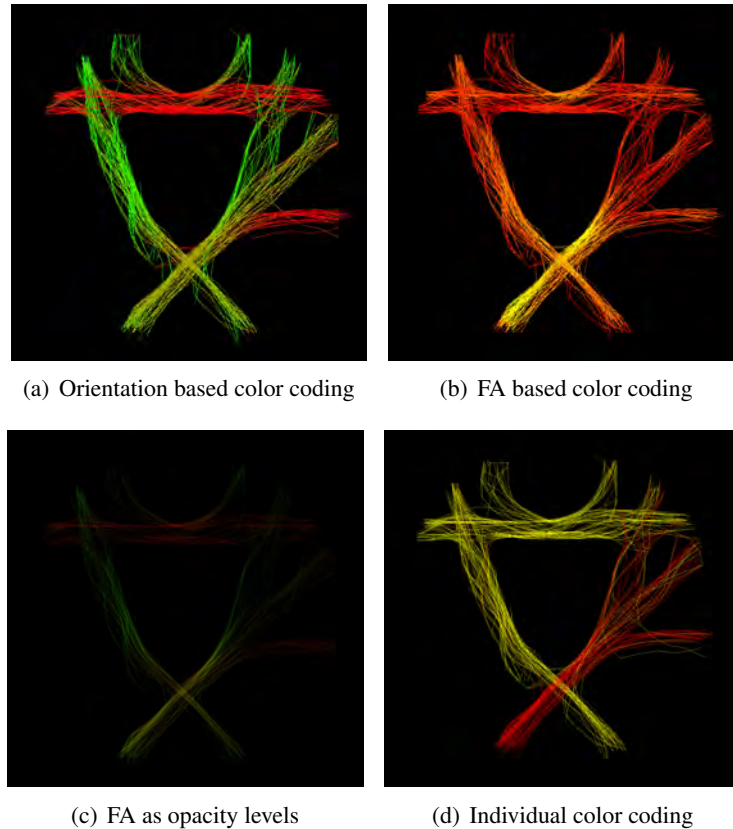 (a) Orientation based color coding
(b) FA based color coding
(c) FA as opacity levels
(d) Individual color coding